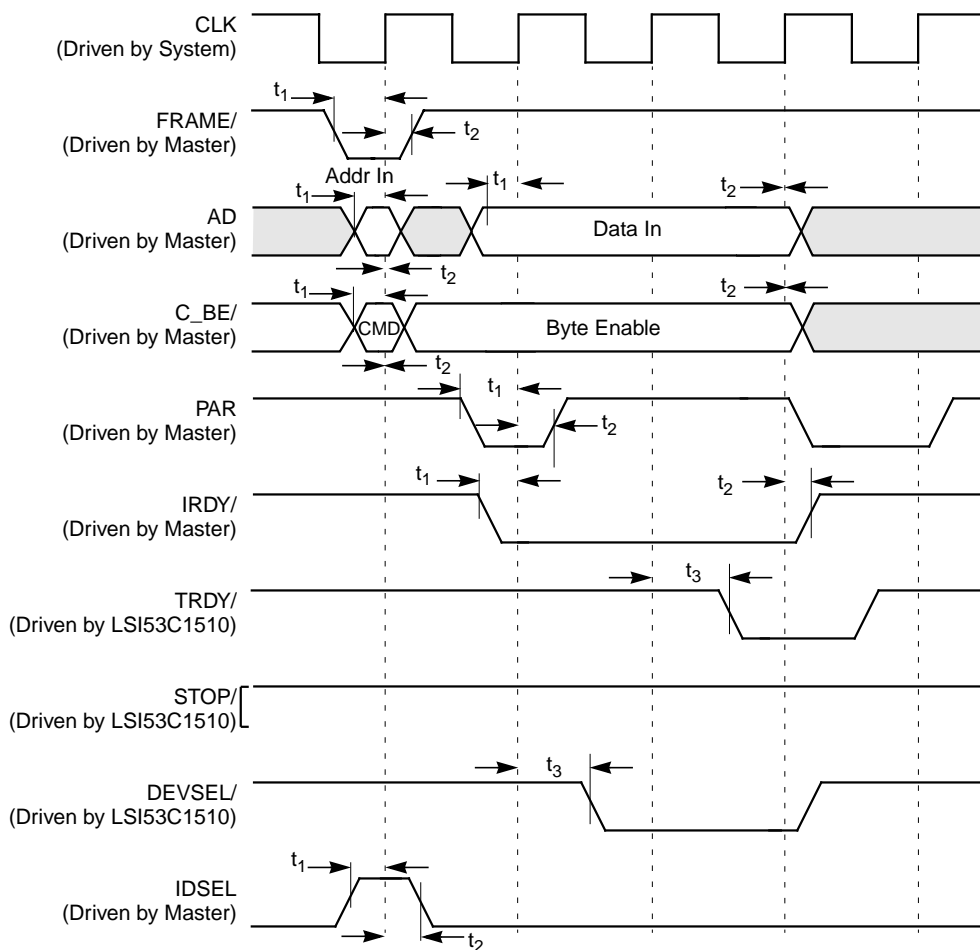 CLK
(Driven by System)
t1
FRAME/
(Driven by Master)
t2
Addr In
t1
t1
t2
AD
(Driven by Master)
Data In
t2
t1
t2
C_BE/
(Driven by Master)
CMD
Byte Enable
t2
t1
PAR
(Driven by Master)
t2
t1
t2
IRDY/
(Driven by Master)
t3
TRDY/
(Driven by LSI53C1510)
STOP/
(Driven by LSI53C1510)
t3
DEVSEL/
(Driven by LSI53C1510)
t1
IDSEL
(Driven by Master)
t2